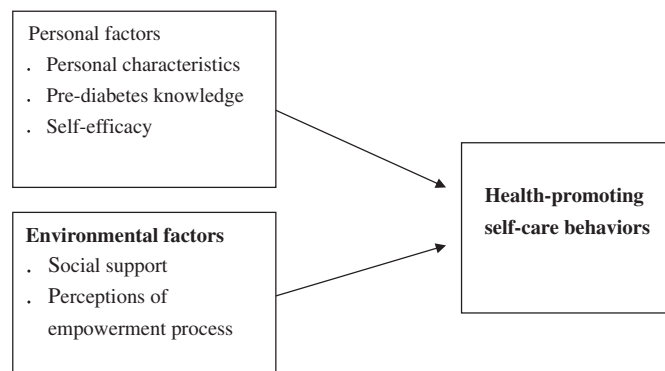 Personal factors
. Personal characteristics
. Pre-diabetes knowledge
. Self-efficacy
Environmental factors
. Social support
. Perceptions of
empowerment process
Health-promoting
self-care behaviors